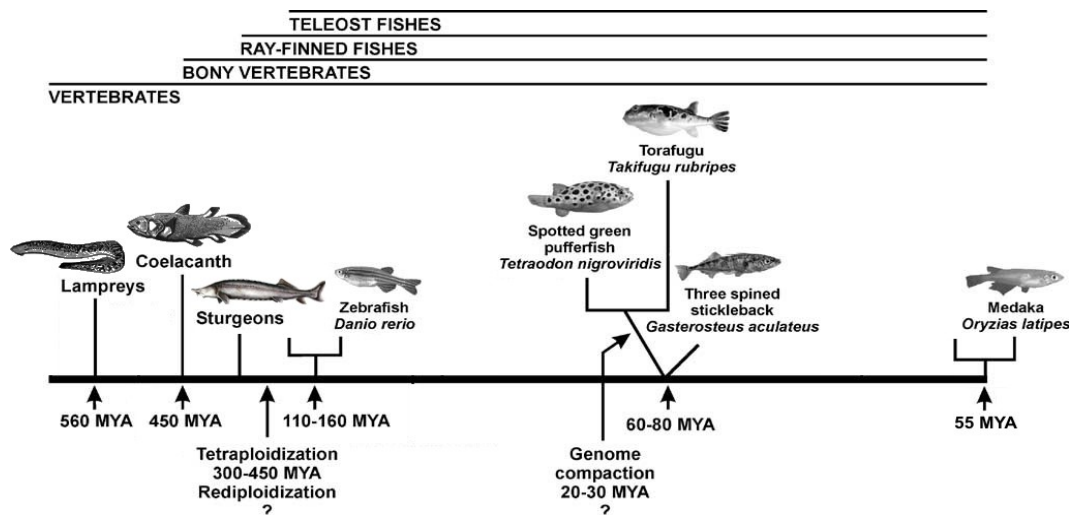 TELEOST FISHES
RAY-FINNED FISHES
BONY VERTEBRATES
VERTEBRATES
Torafugu
Takifugu rubripes
Spotted green
pufferfish
Tetraodon nigroviridis
Coelacanth
Lampreys
Sturgeons
Zebrafish
Danio rerio
Three spined
stickleback
Gasterosteus aculateus
Medaka
Oryzias latipes
560 MYA
450 MYA
110-160 MYA
60-80 MYA
55 MYA
Tetraploidization
300-450 MYA
Rediploidization
?
Genome
compaction
20-30 MYA
?